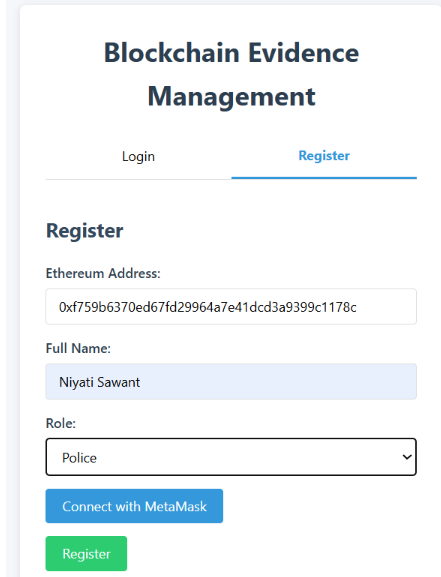 Blockchain Evidence
Management
Login
Register
Register
Ethereum Address:
0xf759b6370ed67fd29964a7e41dcd3a9399c1178c
Full Name:
Niyati Sawant
Role:
Police
Connect with MetaMask
Register